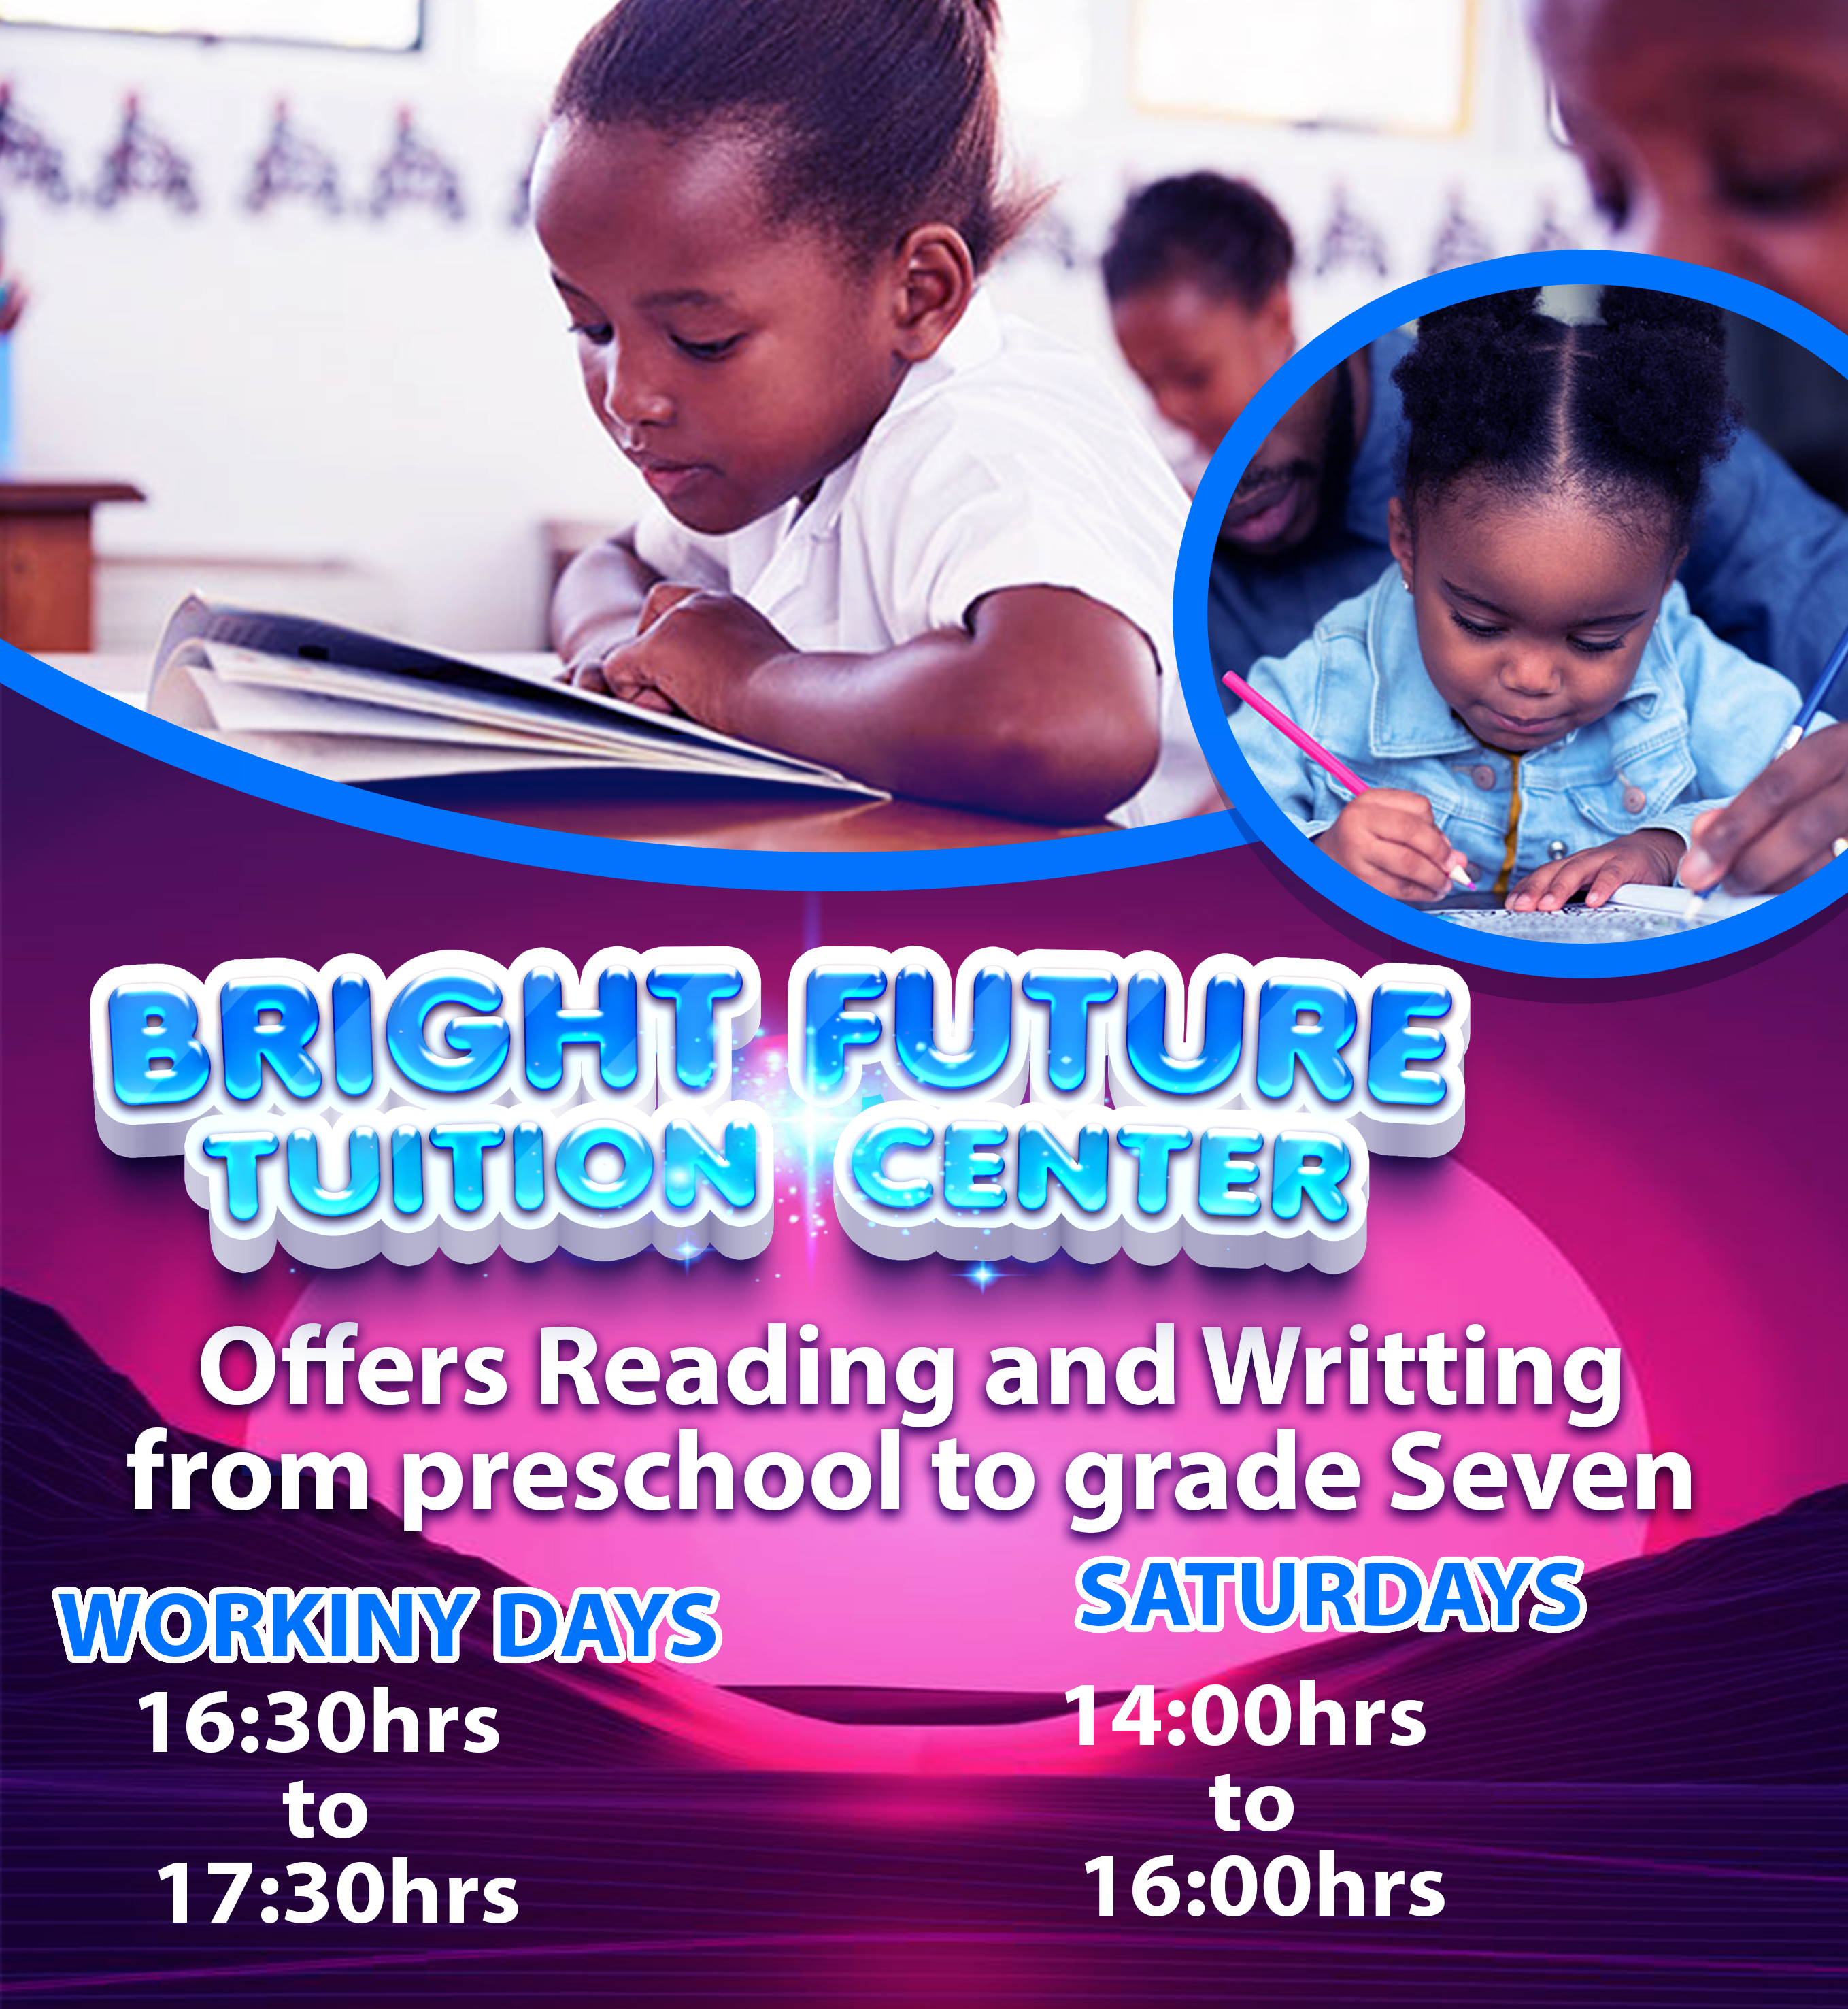 BRIGHT FUTURE
TUITION CENTER
Offers Reading and Writting
from preschool to grade Seven
WORKINY DAYS
16:30hrs
to
17:30hrs
SATURDAYS
14:00hrs
to
16:00hrs